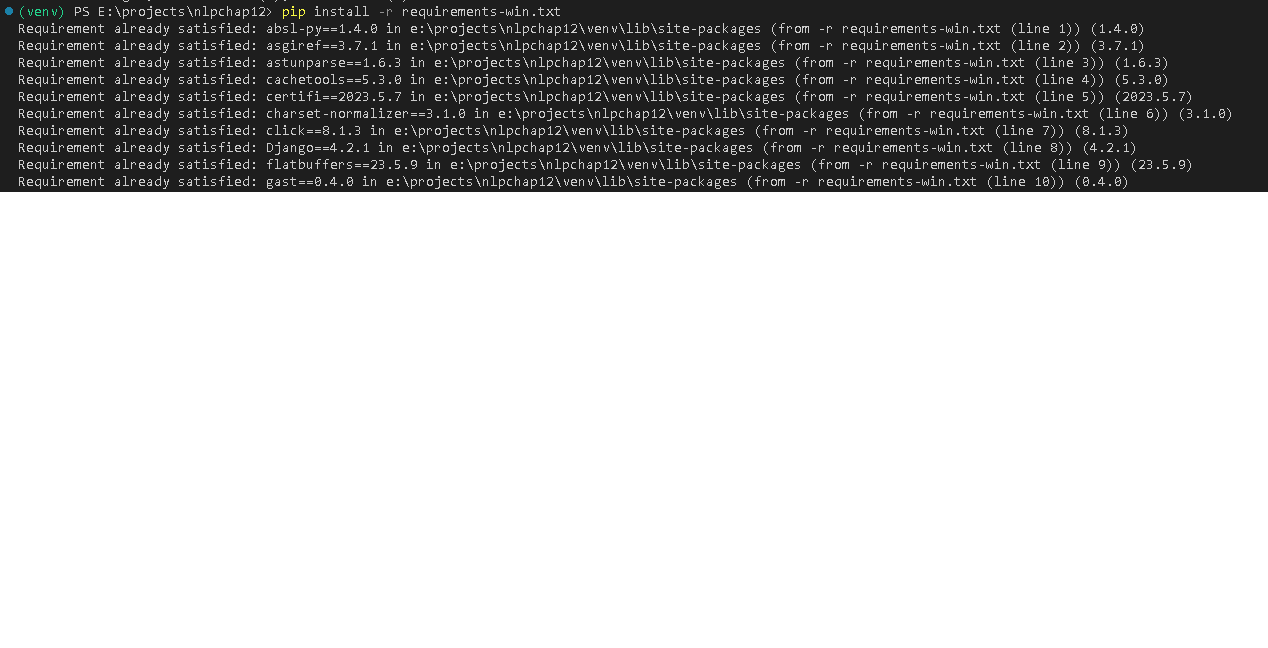 (venv) PS E:\projects\nlpchap12> pip install -r requirements-win.txt
Requirement already satisfied: absl-py==1.4.0 in e:\projects\nlpchap12\venv\lib\site-packages (from -r requirements-win.txt (line 1)) (1.4.0)
Requirement already satisfied: asgiref==3.7.1 in e:\projects\nlpchap12\venv\lib\site-packages (from -r requirements-win.txt (line 2)) (3.7.1)
Requirement already satisfied: astunparse==1.6.3 in e:\projects\nlpchap12\venv\lib\site-packages (from -r requirements-win.txt (line 3)) (1.6.3)
Requirement already satisfied: cachetools==5.3.0 in e:\projects\nlpchap12\venv\lib\site-packages (from -r requirements-win.txt (line 4)) (5.3.0)
Requirement already satisfied: certifi==2023.5.7 in e:\projects\nlpchap12\venv\lib\site-packages (from -r requirements-win.txt (line 5)) (2023.5.7)
Requirement already satisfied: charset-normalizer==3.1.0 in e:\projects\nlpchap12\venv\lib\site-packages (from -r requirements-win.txt (line 6)) (3.1.0)
Requirement already satisfied: click==8.1.3 in e:\projects\nlpchap12\venv\lib\site-packages (from -r requirements-win.txt (line 7)) (8.1.3)
Requirement already satisfied: Django==4.2.1 in e:\projects\nlpchap12\venv\lib\site-packages (from -r requirements-win.txt (line 8)) (4.2.1)
Requirement already satisfied: flatbuffers==23.5.9 in e:\projects\nlpchap12\venv\lib\site-packages (from -r requirements-win.txt (line 9)) (23.5.9)
Requirement already satisfied: gast==0.4.0 in e:\projects\nlpchap12\venv\lib\site-packages (from -r requirements-win.txt (line 10)) (0.4.0)